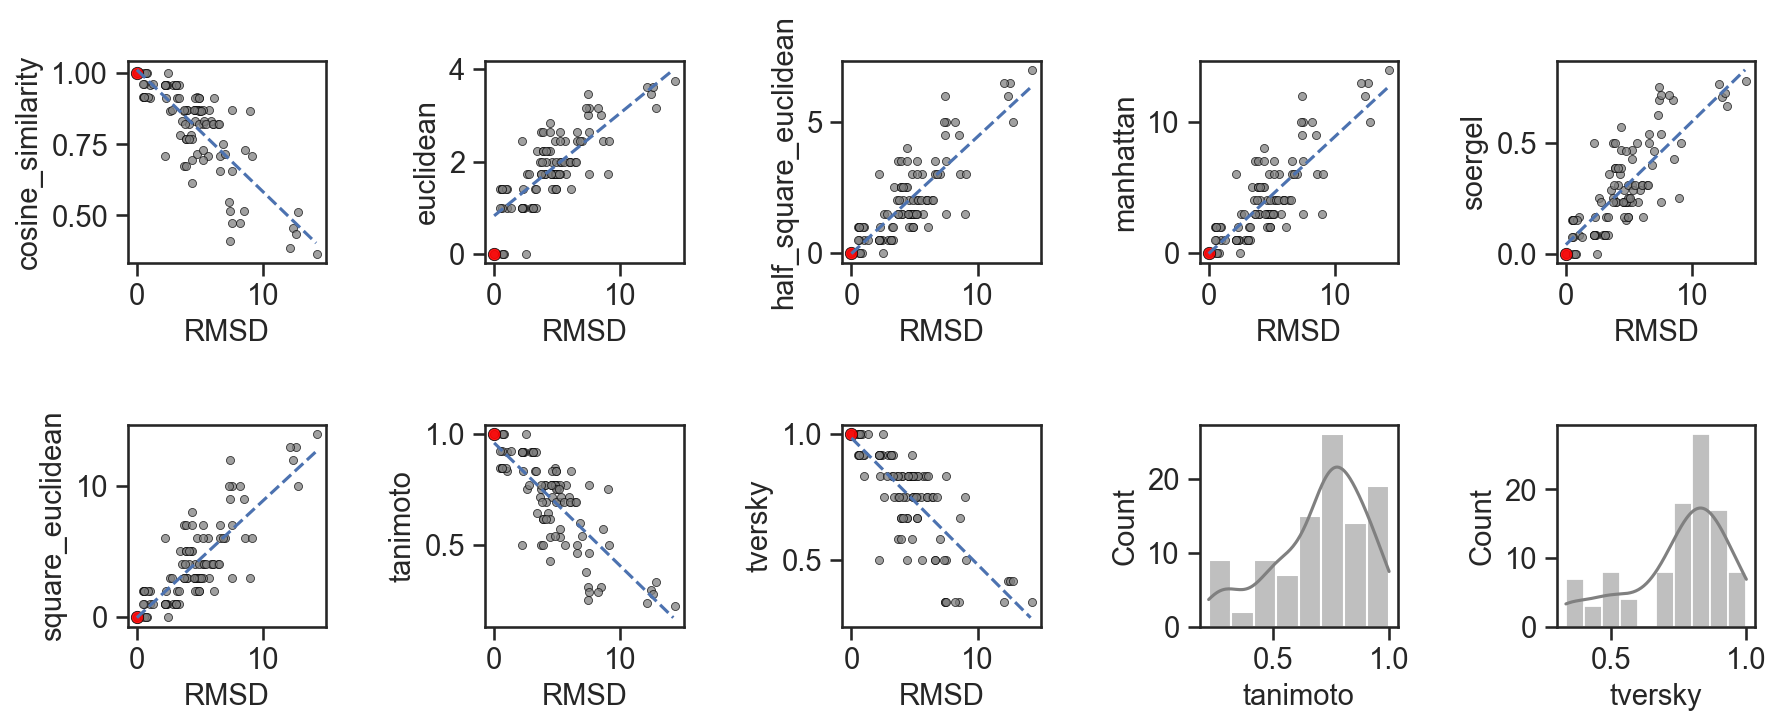 cosine_similarity
1.00
0.75
0.50
0
10
RMSD
euclidean
4
2
0
0
10
RMSD
half_square_euclidean
5
0
0
10
RMSD
manhattan
10
0
0
10
RMSD
soergel
0.5
0.0
0
10
RMSD
square_euclidean
10
0
0
10
RMSD
tanimoto
1.0
0.5
0
10
RMSD
tversky
1.0
0.5
0
10
RMSD
Count
20
10
0
0.5
1.0
tanimoto
Count
20
10
0
0.5
1.0
tversky